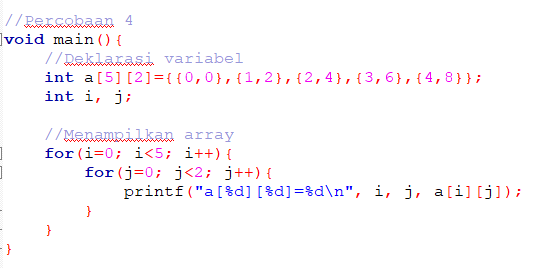 //Percobaan 4
void main(){
//Deklarasi variabel
int a[5][2]={{0,0},{1,2},{2,4},{3,6},{4,8}};
int i, j;
//Menampilkan array
for(i=0; i<5; i++){
for(j=0; j<2; j++){
printf("a[%d][%d]=%d\n", i, j, a[i][j]);
}
}
}